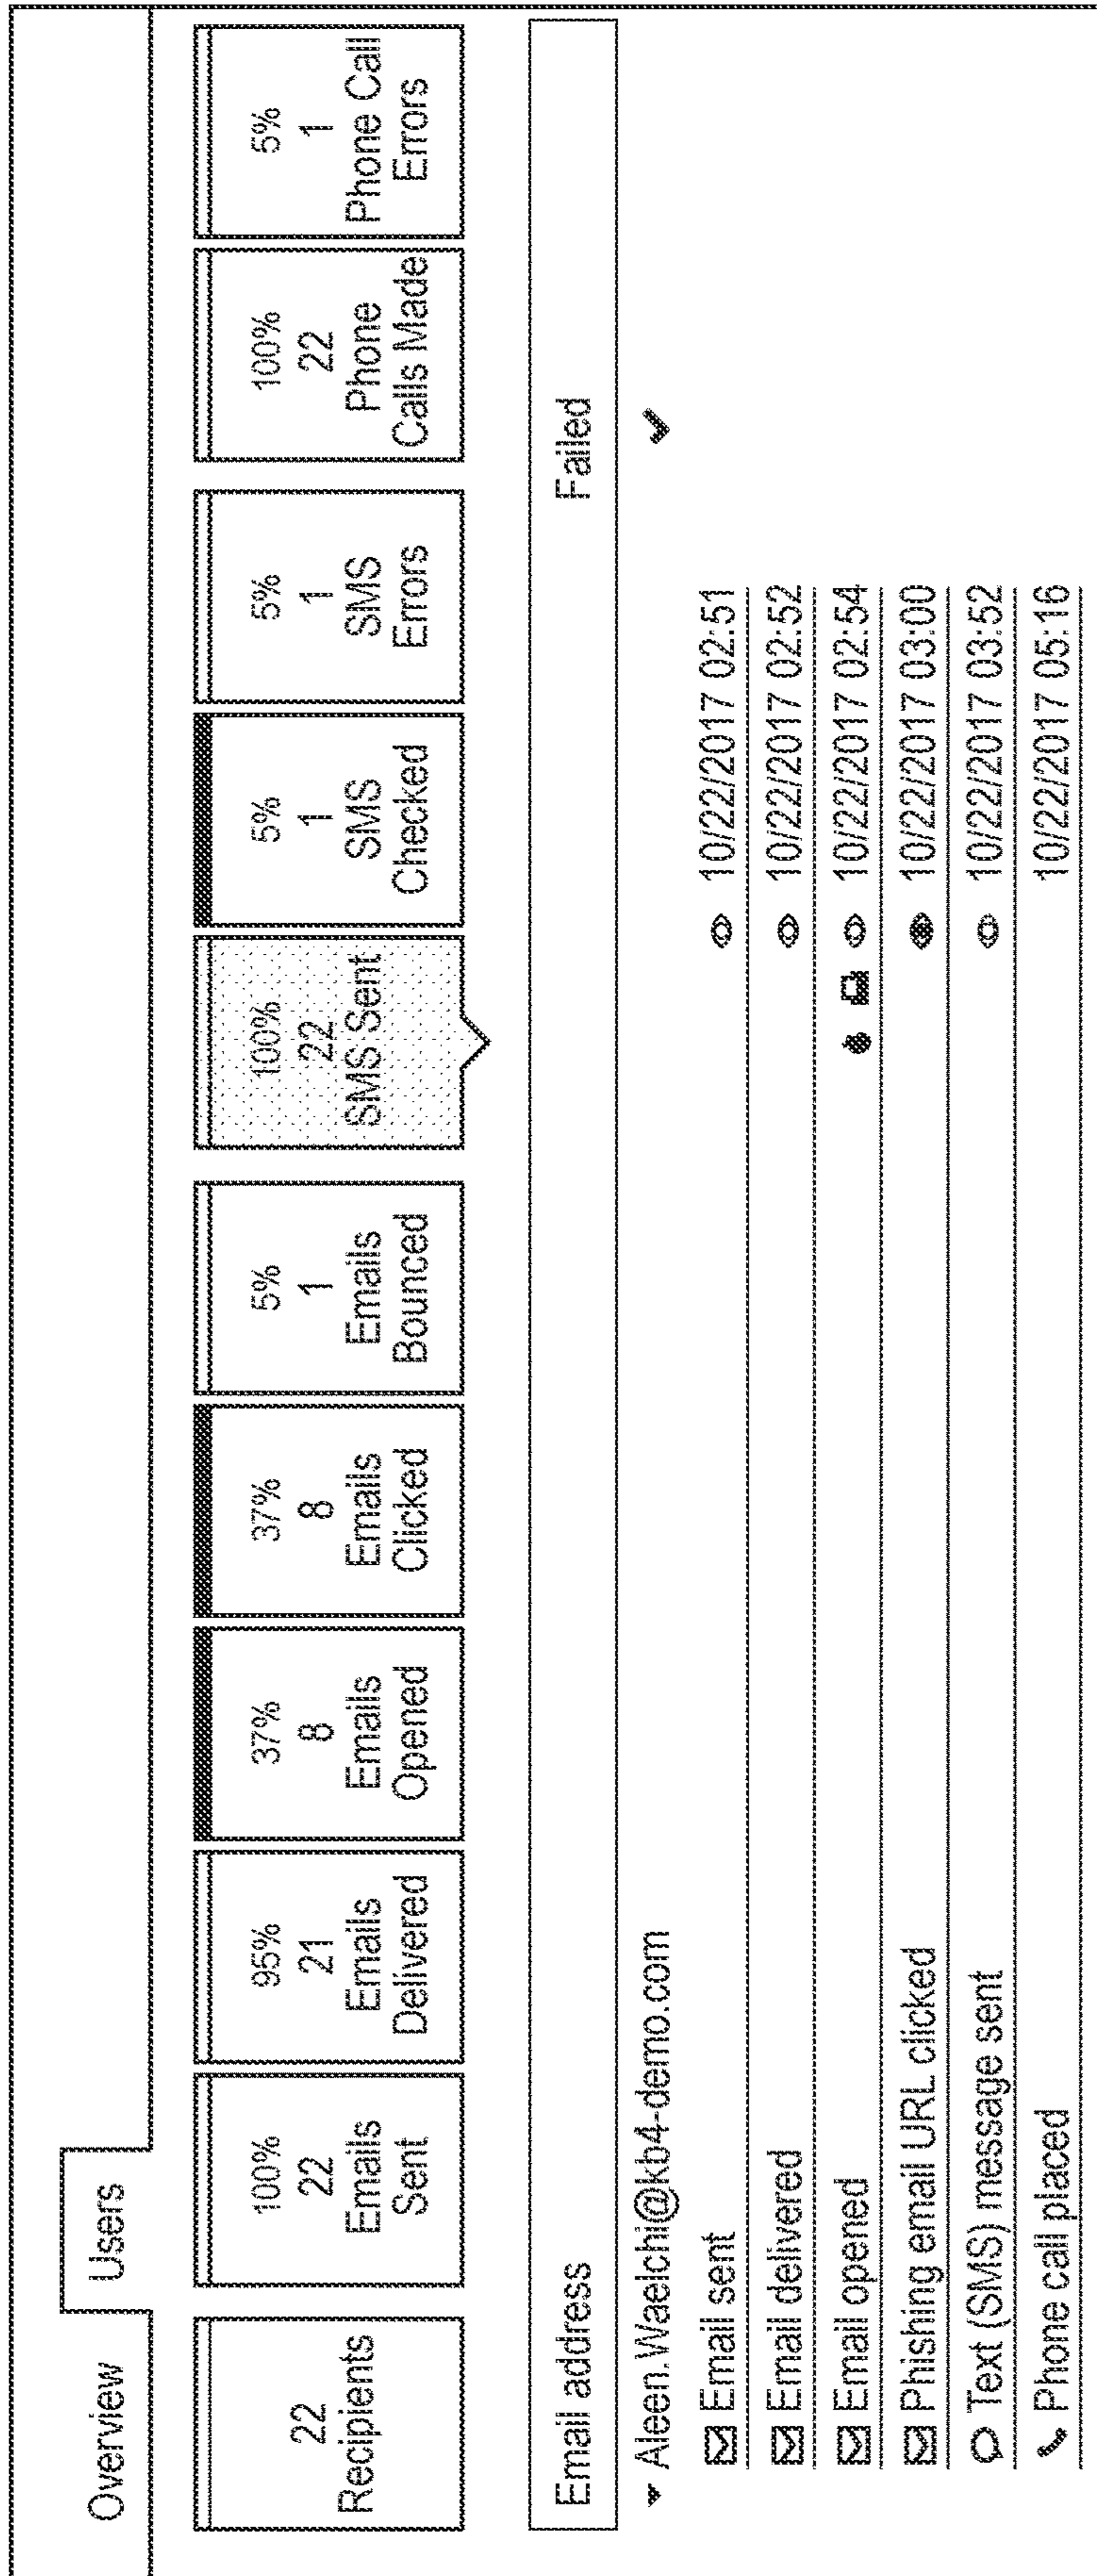 Overview
Users
22
Recipients
100%
22
Emails
Sent
95%
21
Emails
Delivered
37%
8
Emails
Opened
37%
8
Emails
Clicked
5%
1
Emails
Bounced
100%
22
SMS Sent
5%
1
SMS
Checked
5%
1
SMS
Errors
100%
22
Phone
Calls Made
5%
1
Phone Call
Errors
Email address Failed
Aleen.Waelchi@kb4-demo.com
Email sent 10/22/2017 02:51
Email delivered 10/22/2017 02:52
Email opened 10/22/2017 02:54
Phishing email URL clicked 10/22/2017 03:00
Text (SMS) message sent 10/22/2017 03:52
Phone call placed 10/22/2017 05:16